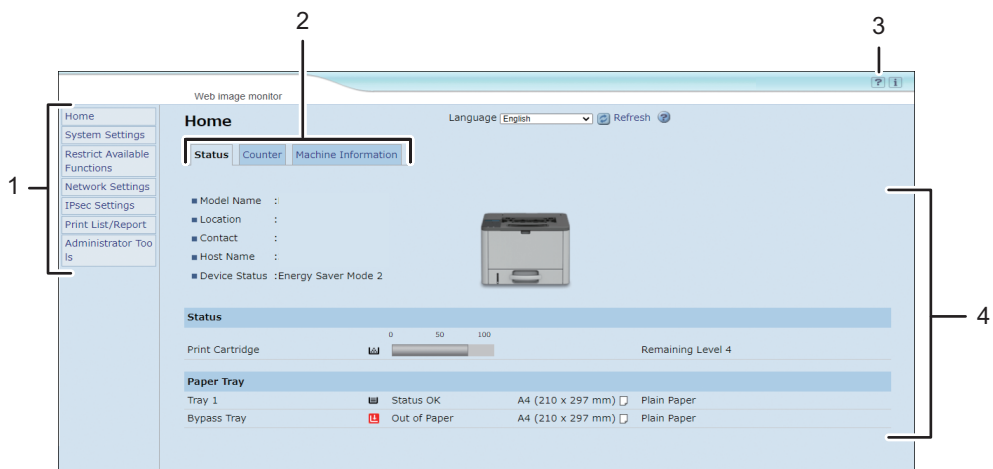 2
3
Web image monitor
? i
Home
Language English Refresh ?
1
Home
System Settings
Restrict Available
Functions
Network Settings
IPsec Settings
Print List/Report
Administrator Too
ls
Status Counter Machine Information
Model Name :
Location :
Contact :
Host Name :
Device Status :Energy Saver Mode 2
4
Status
0 50 100
Print Cartridge Remaining Level 4
Paper Tray
Tray 1 Status OK A4 (210 x 297 mm) Plain Paper
Bypass Tray Out of Paper A4 (210 x 297 mm) Plain Paper